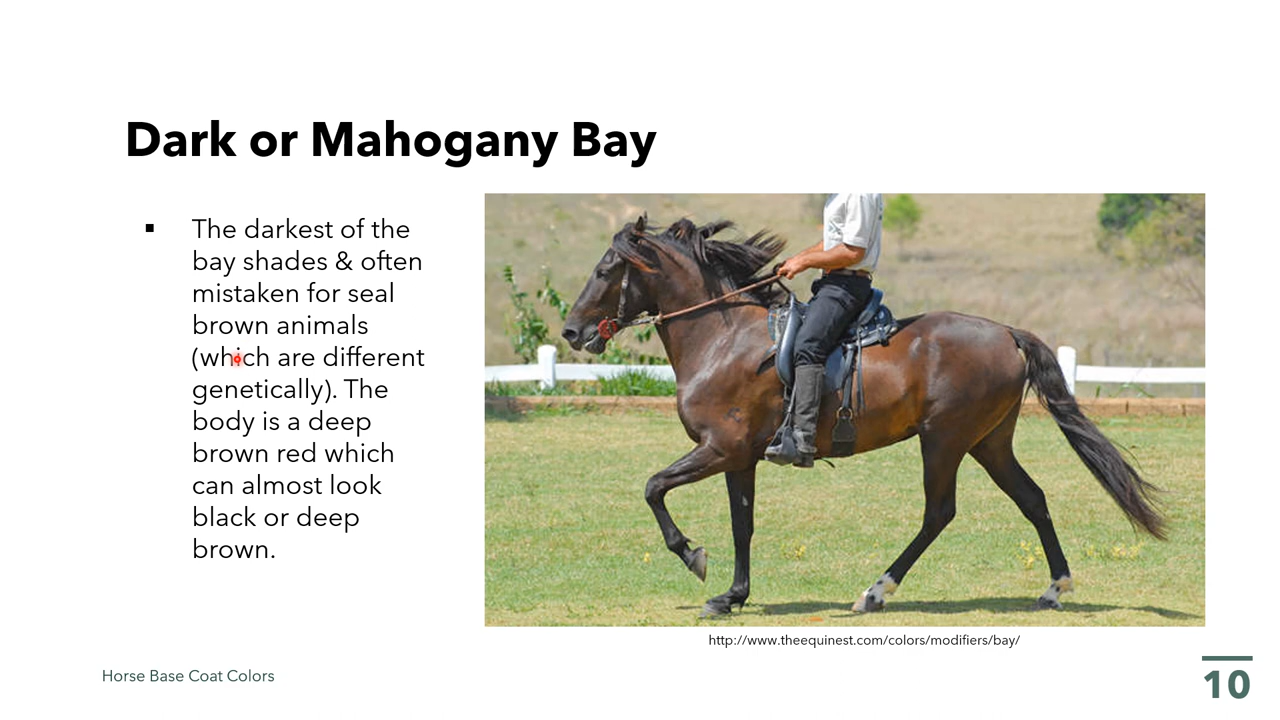 Dark or Mahogany Bay
▪ The darkest of the
bay shades & often
mistaken for seal
brown animals
(which are different
genetically). The
body is a deep
brown red which
can almost look
black or deep
brown.
http://www.theequinest.com/colors/modifiers/bay/
Horse Base Coat Colors
10